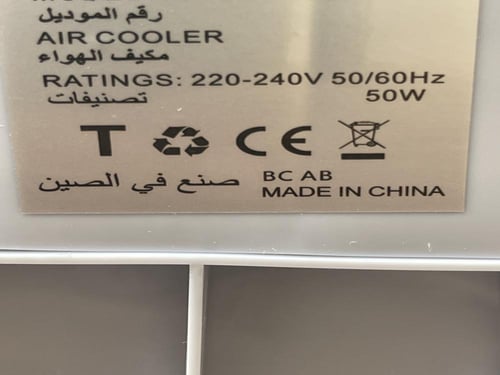 رقم الموديل
AIR COOLER
مكيف الهواء
RATINGS: 220-240V 50/60Hz
تصنيفات 50W
T CE
صنع في الصين BC AB
MADE IN CHINA